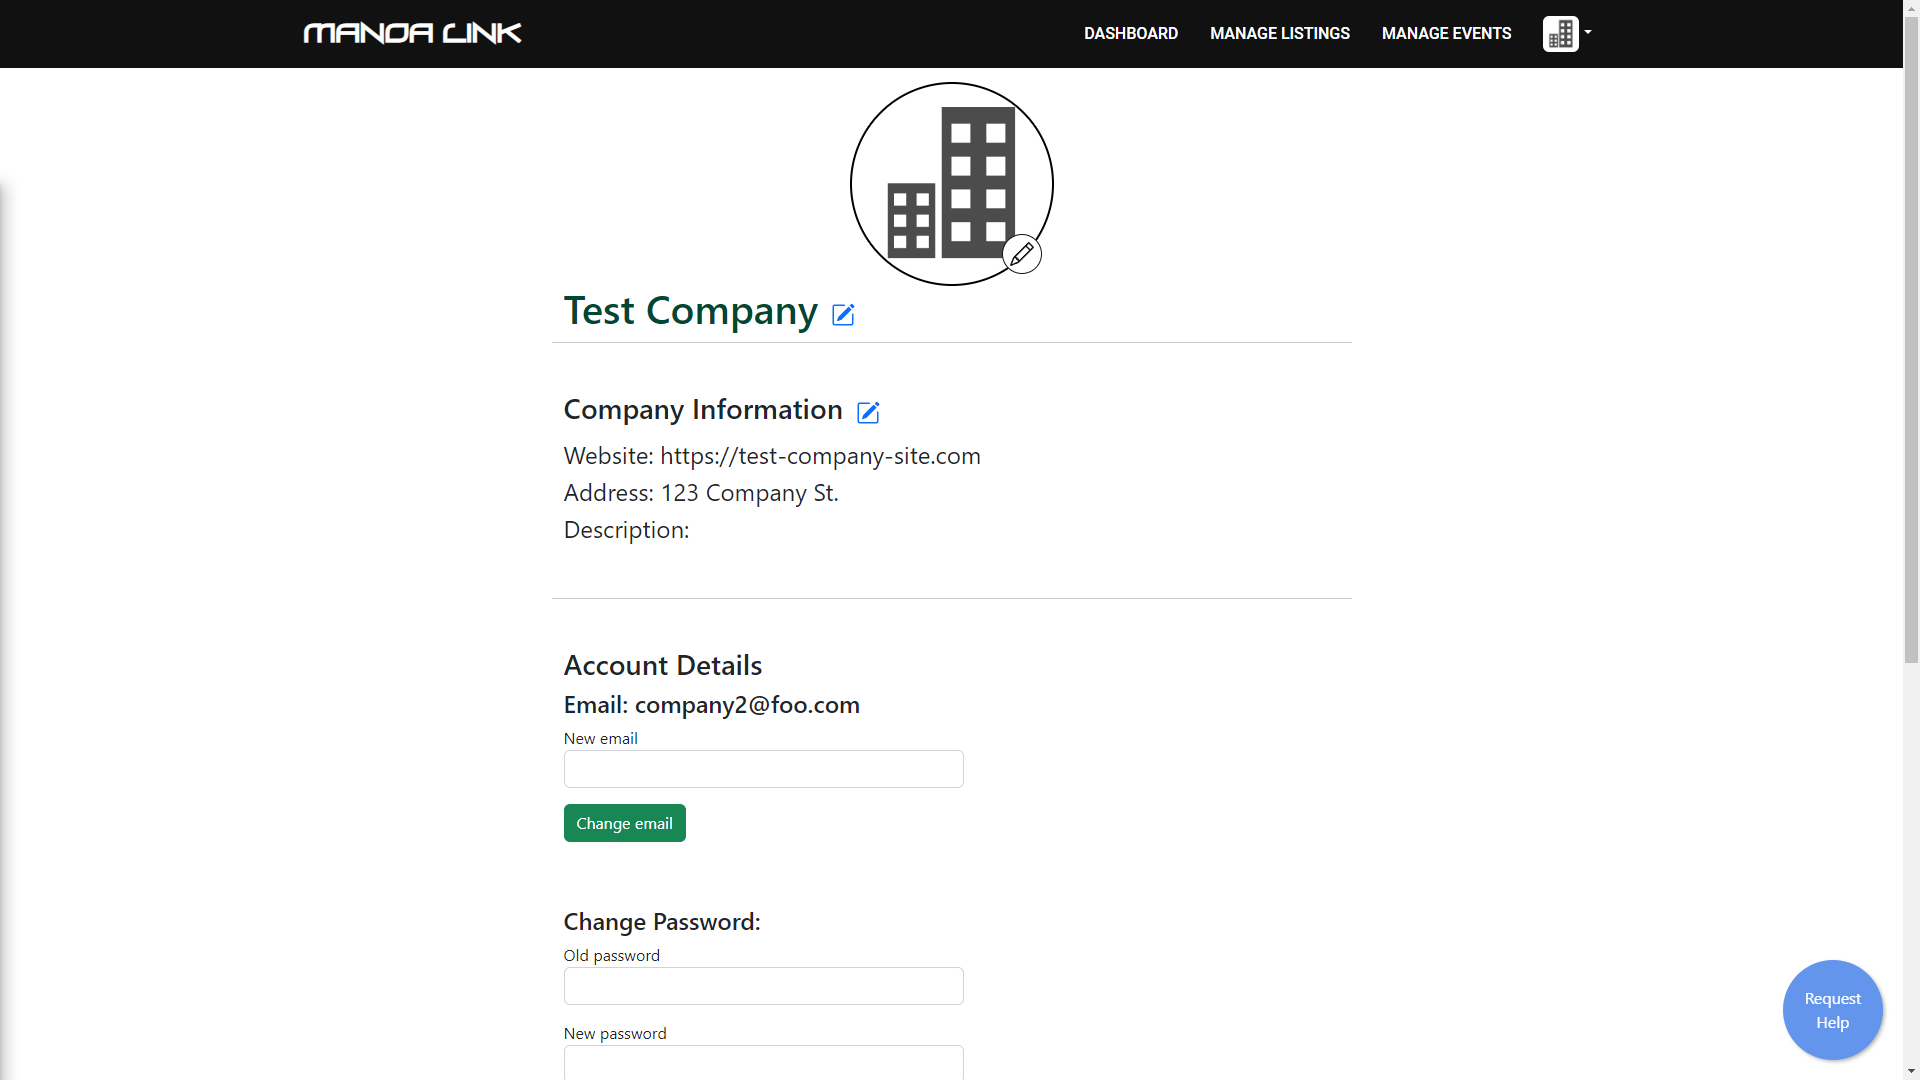 MANOA LINK
DASHBOARD
MANAGE LISTINGS
MANAGE EVENTS
Test Company
Company Information
Website: https://test-company-site.com
Address: 123 Company St.
Description:
Account Details
Email: company2@foo.com
New email
Change email
Change Password:
Old password
New password
Request
Help